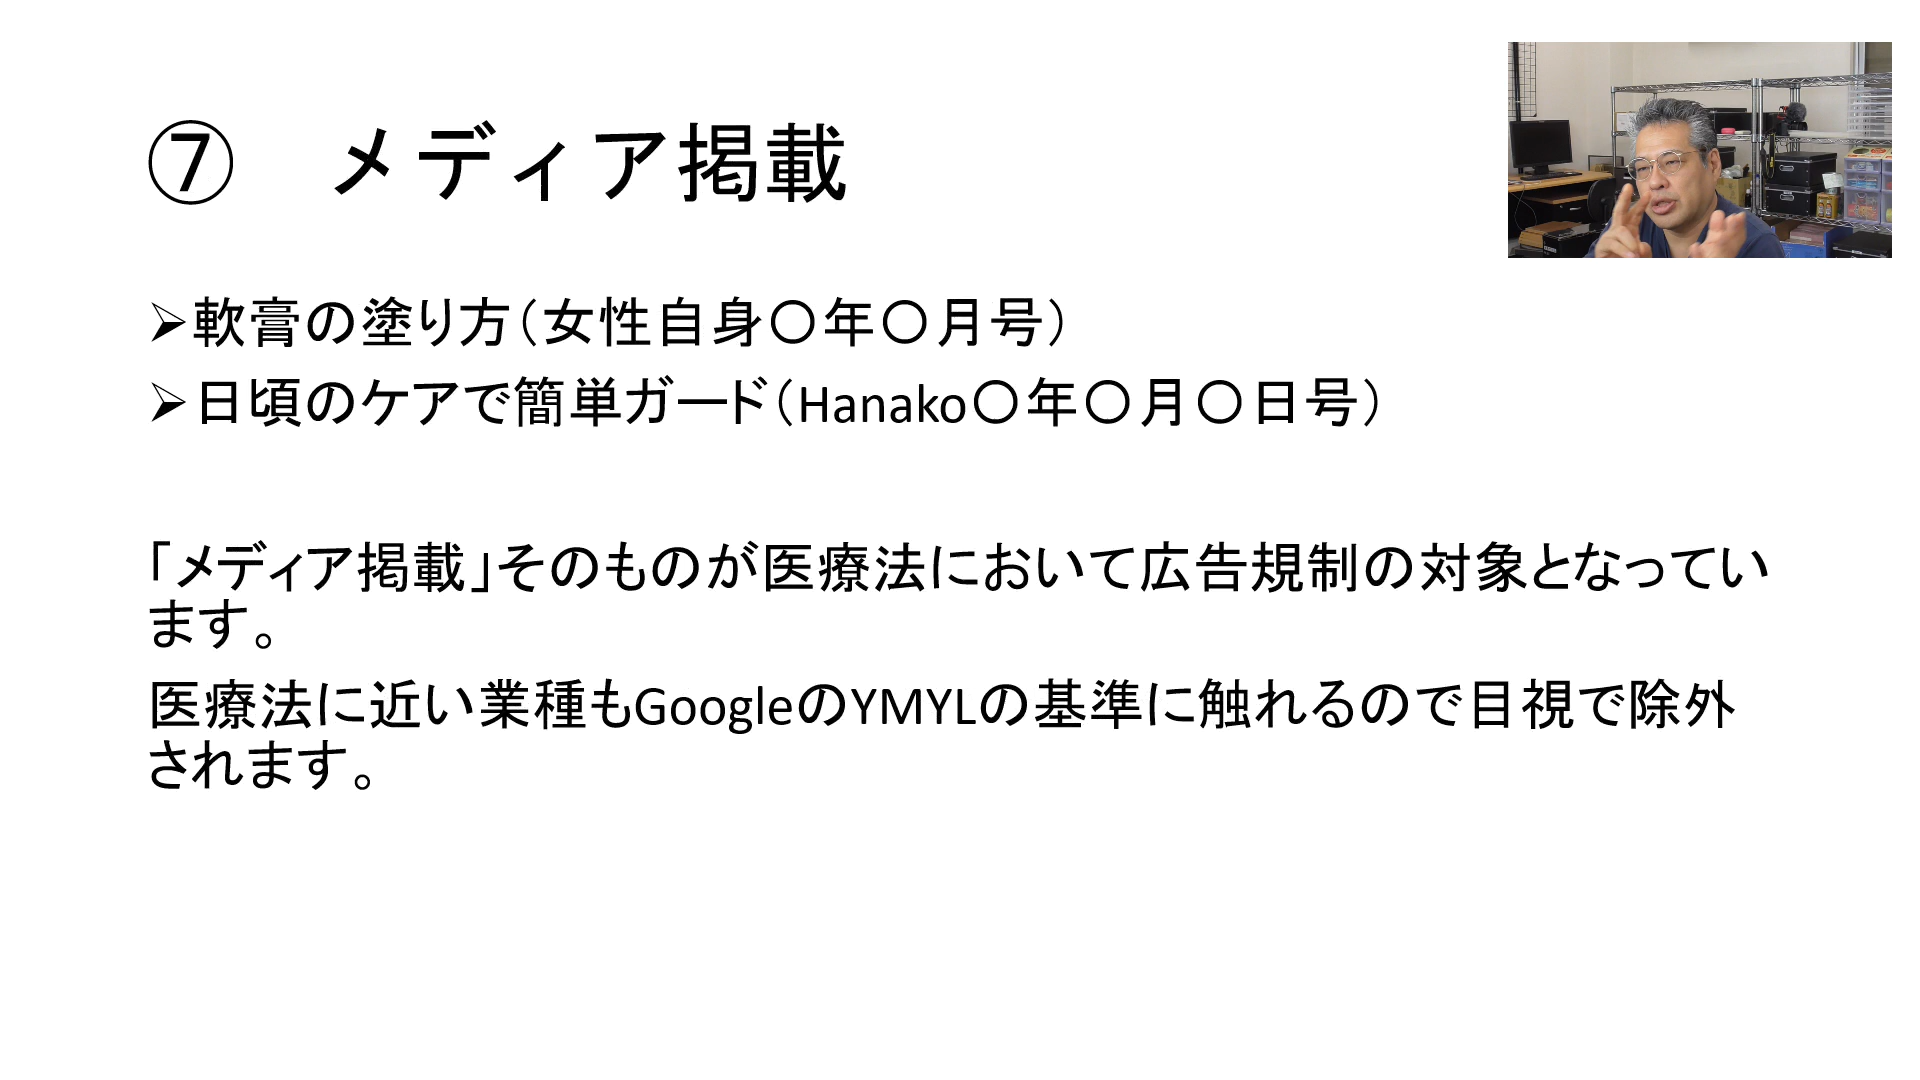 ⑦　メディア掲載
➢軟膏の塗り方（女性自身〇年〇月号）
➢日頃のケアで簡単ガード（Hanako〇年〇月〇日号）
「メディア掲載」そのものが医療法において広告規制の対象となってい
ます。
医療法に近い業種もGoogleのYMYLの基準に触れるので目視で除外
されます。